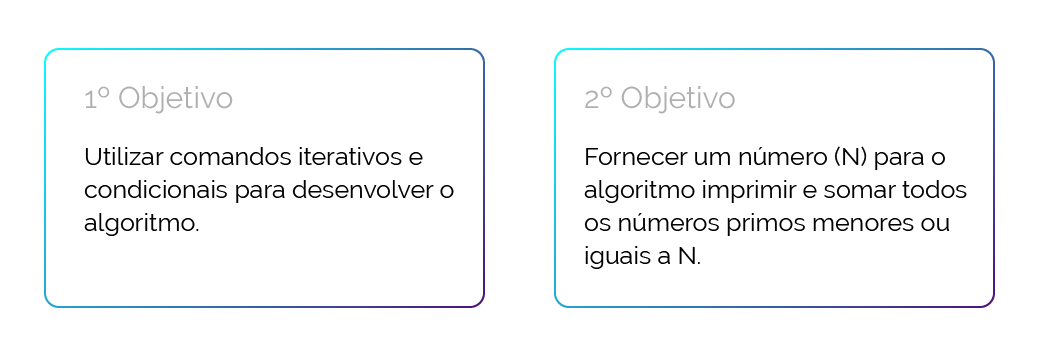 1º Objetivo
Utilizar comandos iterativos e
condicionais para desenvolver o
algoritmo.
2º Objetivo
Fornecer um número (N) para o
algoritmo imprimir e somar todos
os números primos menores ou
iguais a N.